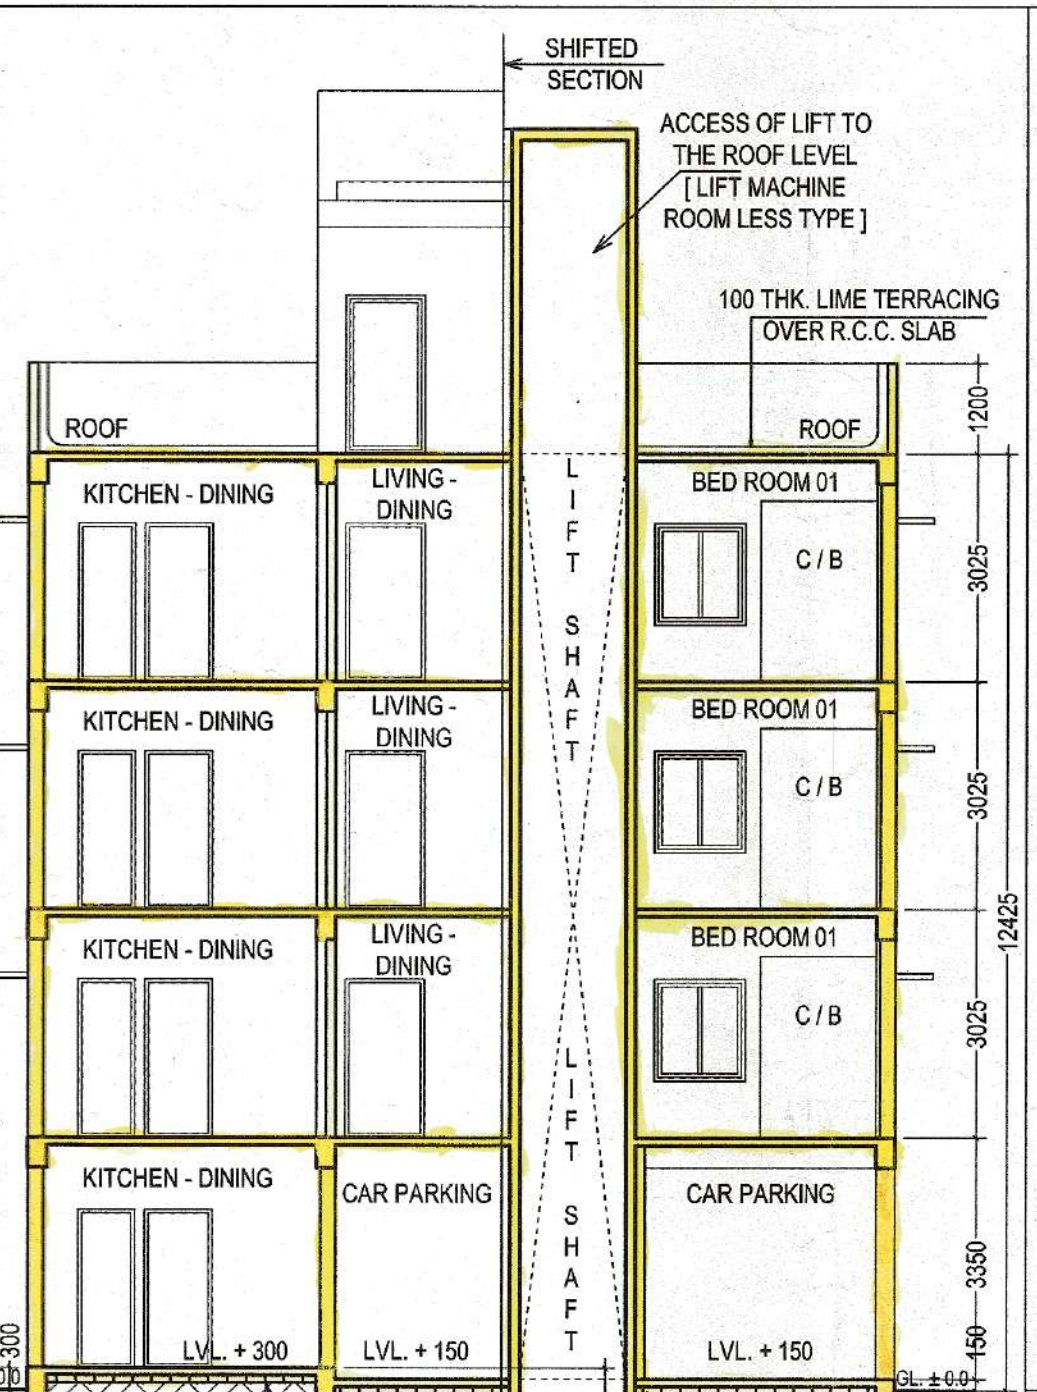 SHIFTED
SECTION
ACCESS OF LIFT TO
THE ROOF LEVEL
[ LIFT MACHINE
ROOM LESS TYPE ]
100 THK. LIME TERRACING
OVER R.C.C. SLAB
1200
ROOF
ROOF
KITCHEN - DINING
LIVING -
DINING
LIFT SHAFT
BED ROOM 01
C / B
3025
KITCHEN - DINING
LIVING -
DINING
BED ROOM 01
C / B
3025
12425
KITCHEN - DINING
LIVING -
DINING
BED ROOM 01
C / B
3025
LIFT SHAFT
KITCHEN - DINING
CAR PARKING
CAR PARKING
3350
300
LVL. + 300
LVL. + 150
LVL. + 150
150
GL. ± 0.0